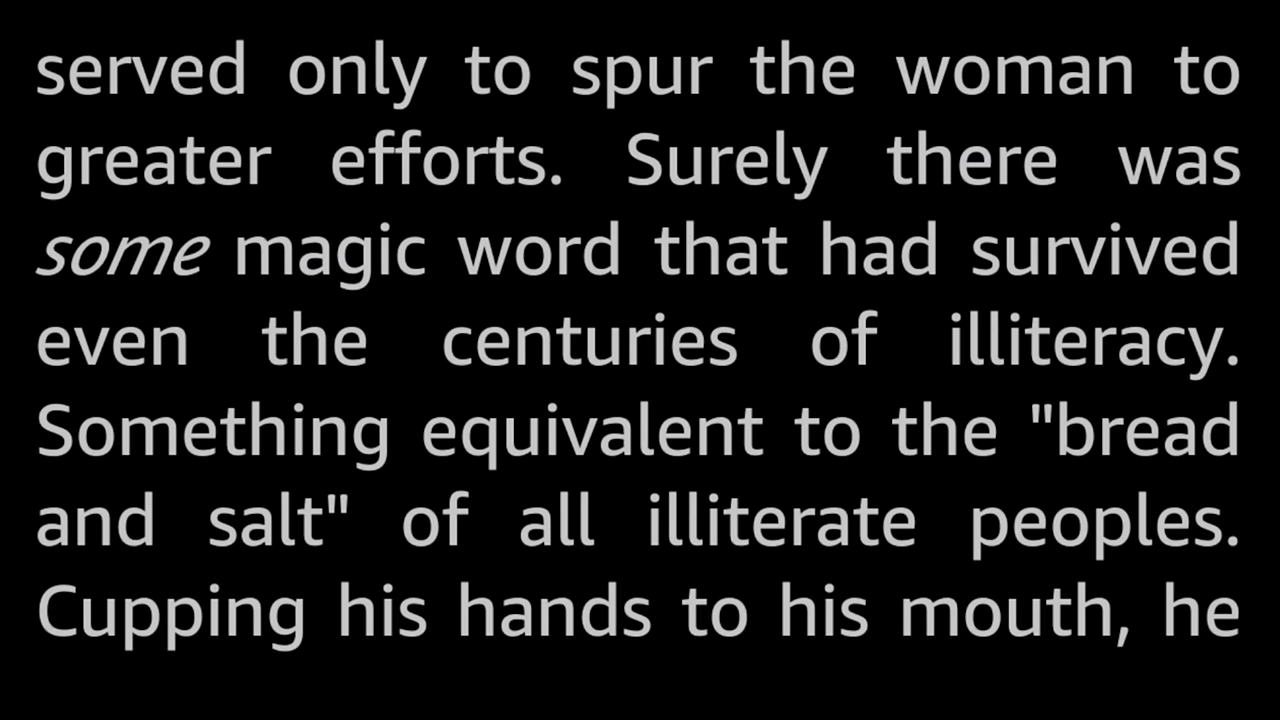 served only to spur the woman to
greater efforts. Surely there was
some magic word that had survived
even the centuries of illiteracy.
Something equivalent to the "bread
and salt" of all illiterate peoples.
Cupping his hands to his mouth, he